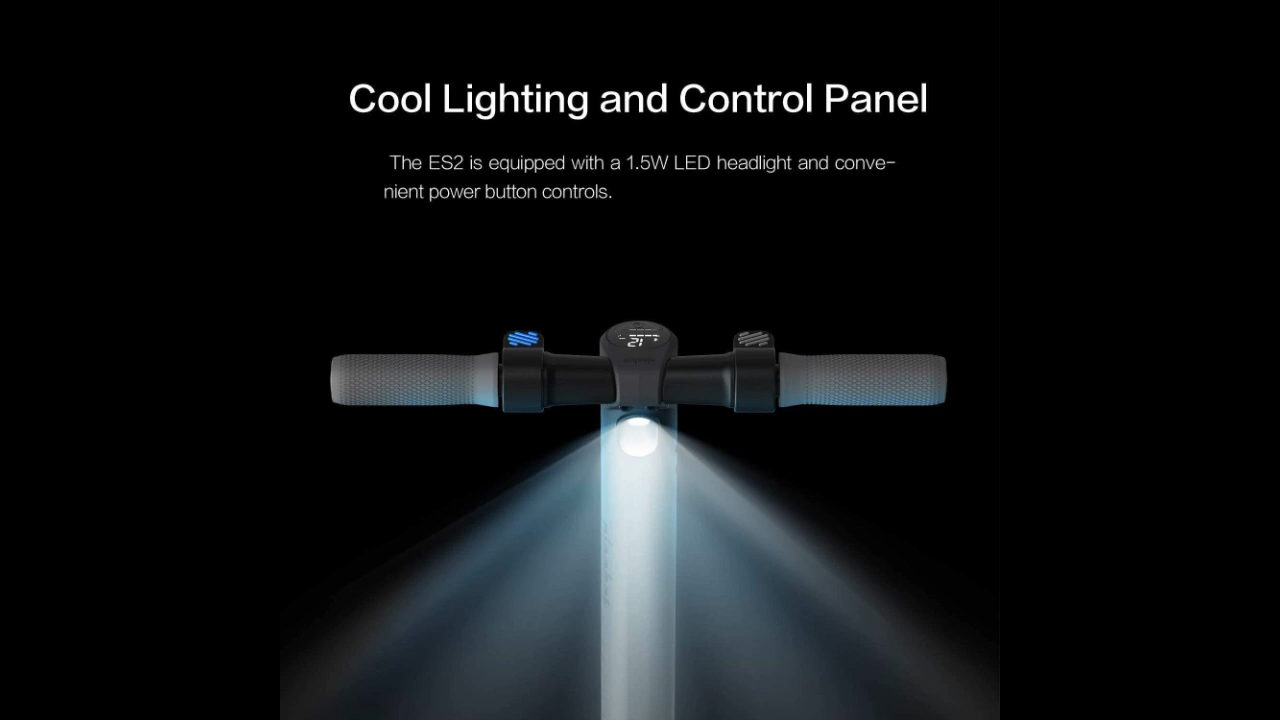 Cool Lighting and Control Panel
The ES2 is equipped with a 1.5W LED headlight and conve-
nient power button controls.
21